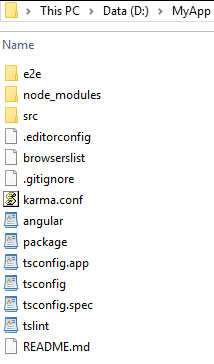 This PC > Data (D:) > MyApp
Name
e2e
node_modules
src
.editorconfig
browserslist
.gitignore
karma.conf
angular
package
tsconfig.app
tsconfig
tsconfig.spec
tslint
README.md